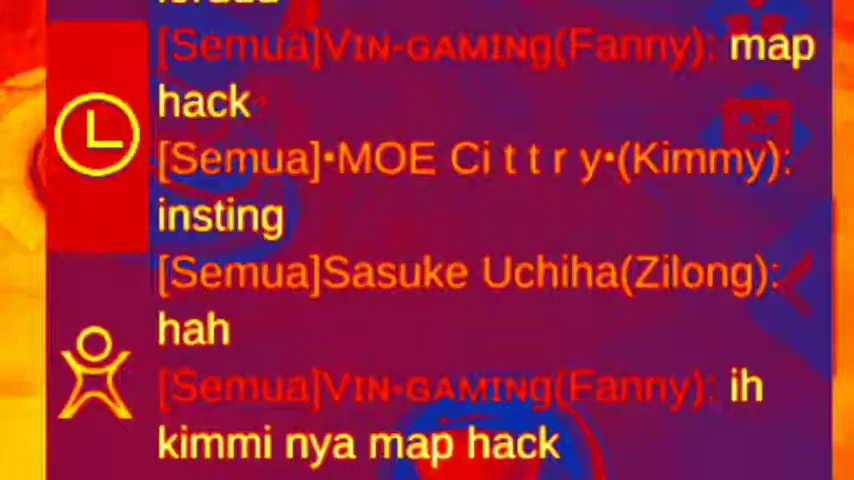 [Semua]VIN-GAMINg(Fanny): map
hack
[Semua]•MOE Ci t t r y•(Kimmy):
insting
[Semua]Sasuke Uchiha(Zilong):
hah
[Semua]VIN-GAMINg(Fanny): ih
kimmi nya map hack